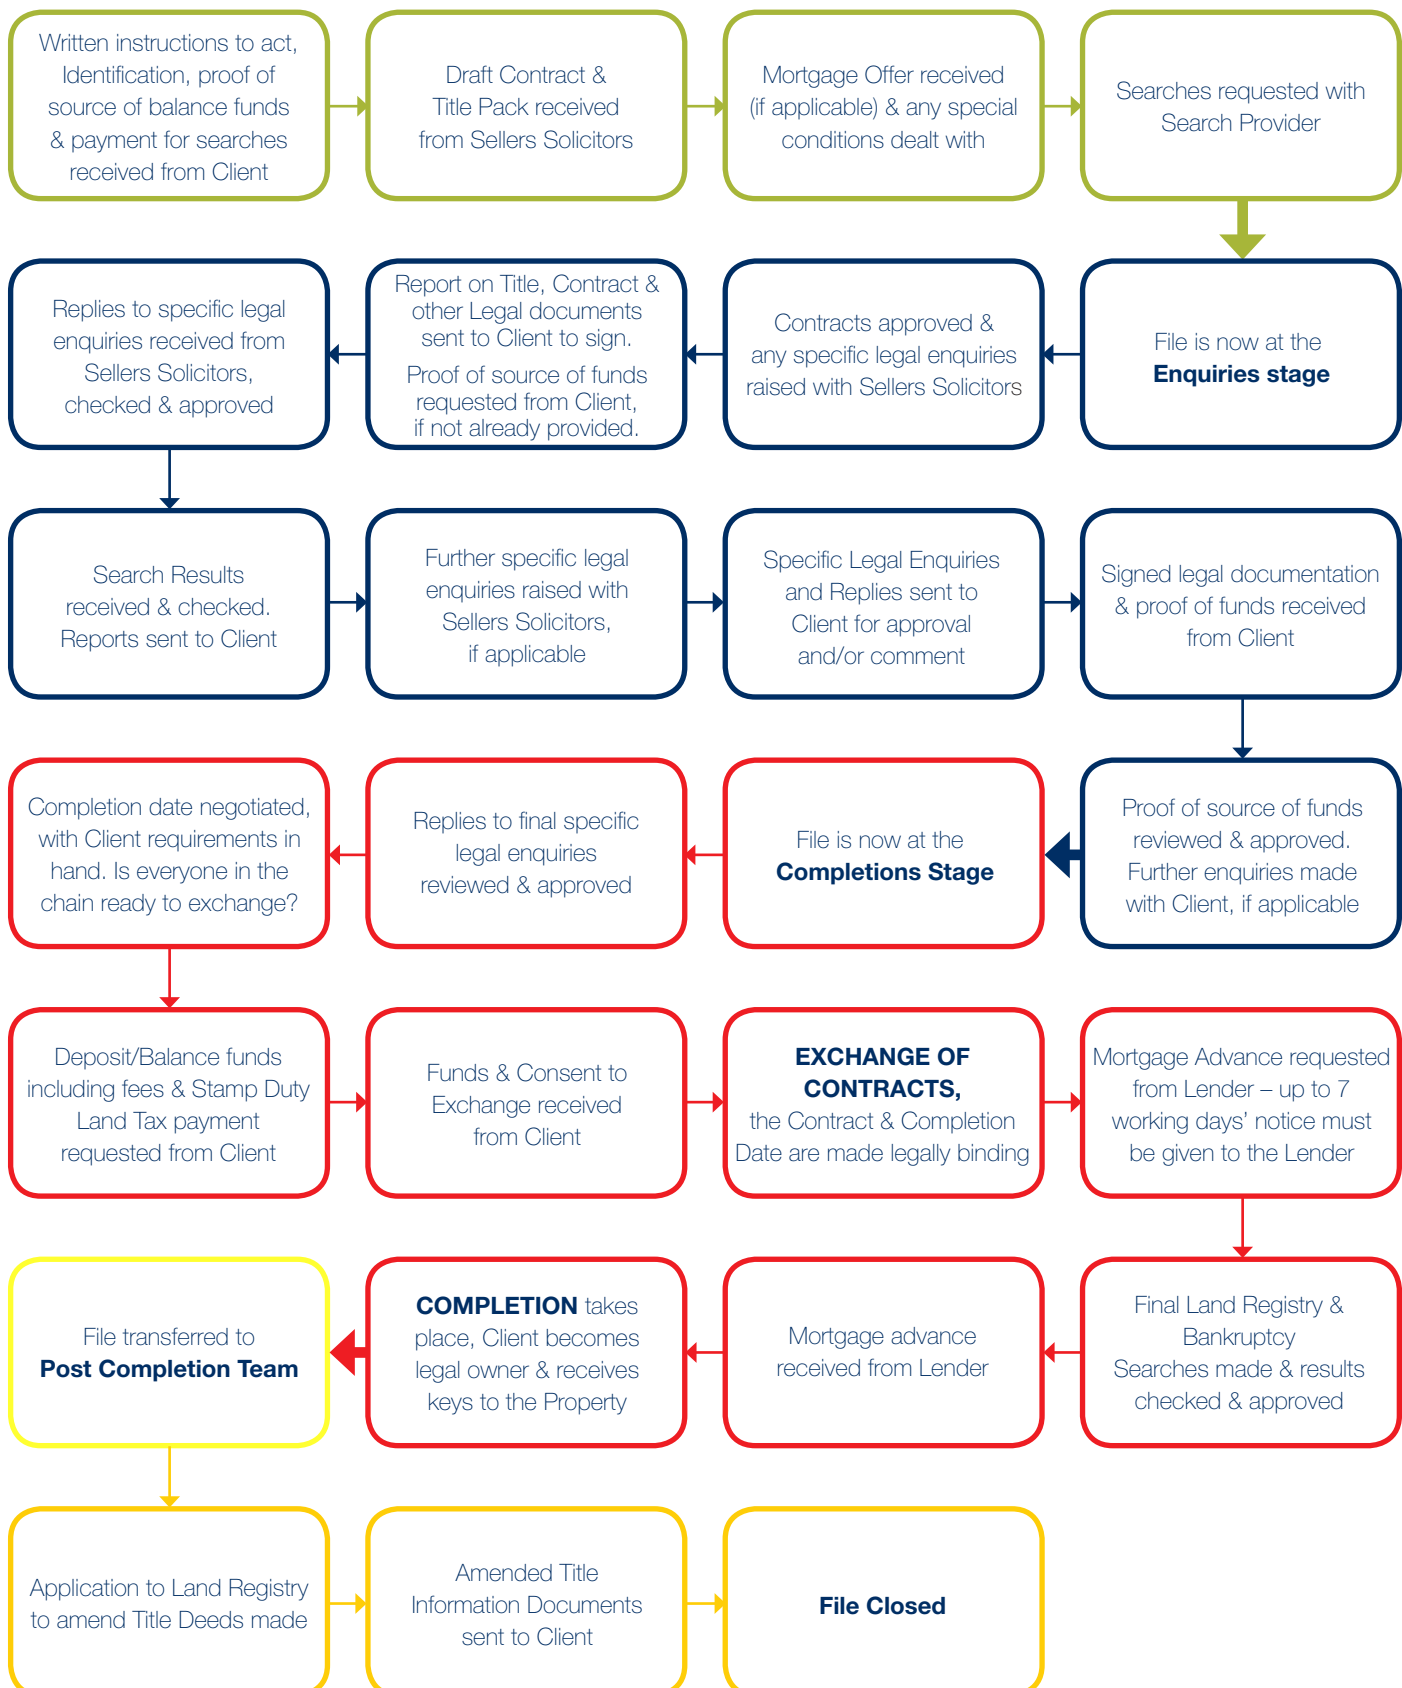 Written instructions to act,
Identification, proof of
source of balance funds
& payment for searches
received from Client
Draft Contract &
Title Pack received
from Sellers Solicitors
Mortgage Offer received
(if applicable) & any special
conditions dealt with
Searches requested with
Search Provider
File is now at the
Enquiries stage
Contracts approved &
any specific legal enquiries
raised with Sellers Solicitors
Report on Title, Contract &
other Legal documents
sent to Client to sign.
Proof of source of funds
requested from Client,
if not already provided.
Replies to specific legal
enquiries received from
Sellers Solicitors,
checked & approved
Search Results
received & checked.
Reports sent to Client
Further specific legal
enquiries raised with
Sellers Solicitors,
if applicable
Specific Legal Enquiries
and Replies sent to
Client for approval
and/or comment
Signed legal documentation
& proof of funds received
from Client
Proof of source of funds
reviewed & approved.
Further enquiries made
with Client, if applicable
File is now at the
Completions Stage
Replies to final specific
legal enquiries
reviewed & approved
Completion date negotiated,
with Client requirements in
hand. Is everyone in the
chain ready to exchange?
Deposit/Balance funds
including fees & Stamp Duty
Land Tax payment
requested from Client
Funds & Consent to
Exchange received
from Client
EXCHANGE OF
CONTRACTS,
the Contract & Completion
Date are made legally binding
Mortgage Advance requested
from Lender – up to 7
working days’ notice must
be given to the Lender
Final Land Registry &
Bankruptcy
Searches made & results
checked & approved
Mortgage advance
received from Lender
COMPLETION takes
place, Client becomes
legal owner & receives
keys to the Property
File transferred to
Post Completion Team
Application to Land Registry
to amend Title Deeds made
Amended Title
Information Documents
sent to Client
File Closed